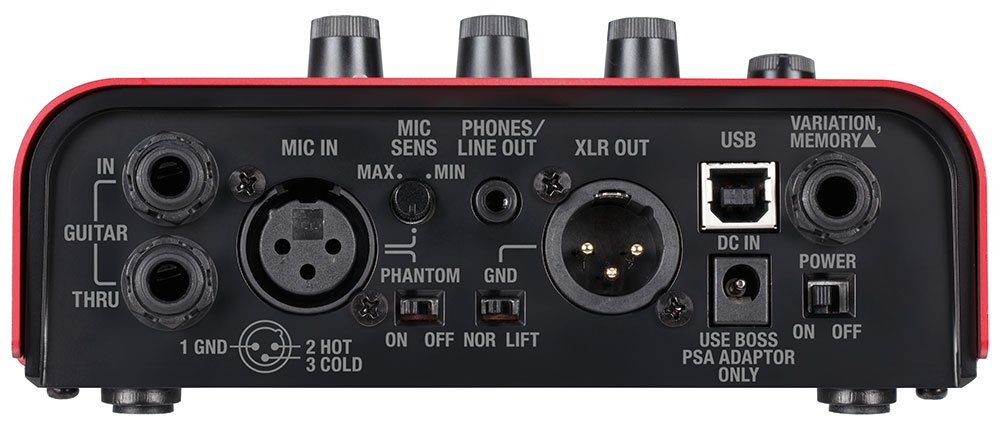 IN
GUITAR
THRU
MIC IN
1 GND
2 HOT
3 COLD
MIC
SENS
MAX
MIN
PHANTOM
ON OFF
PHONES/
LINE OUT
GND
NOR LIFT
XLR OUT
USB
DC IN
USE BOSS
PSA ADAPTOR
ONLY
VARIATION,
MEMORY▲
POWER
ON OFF